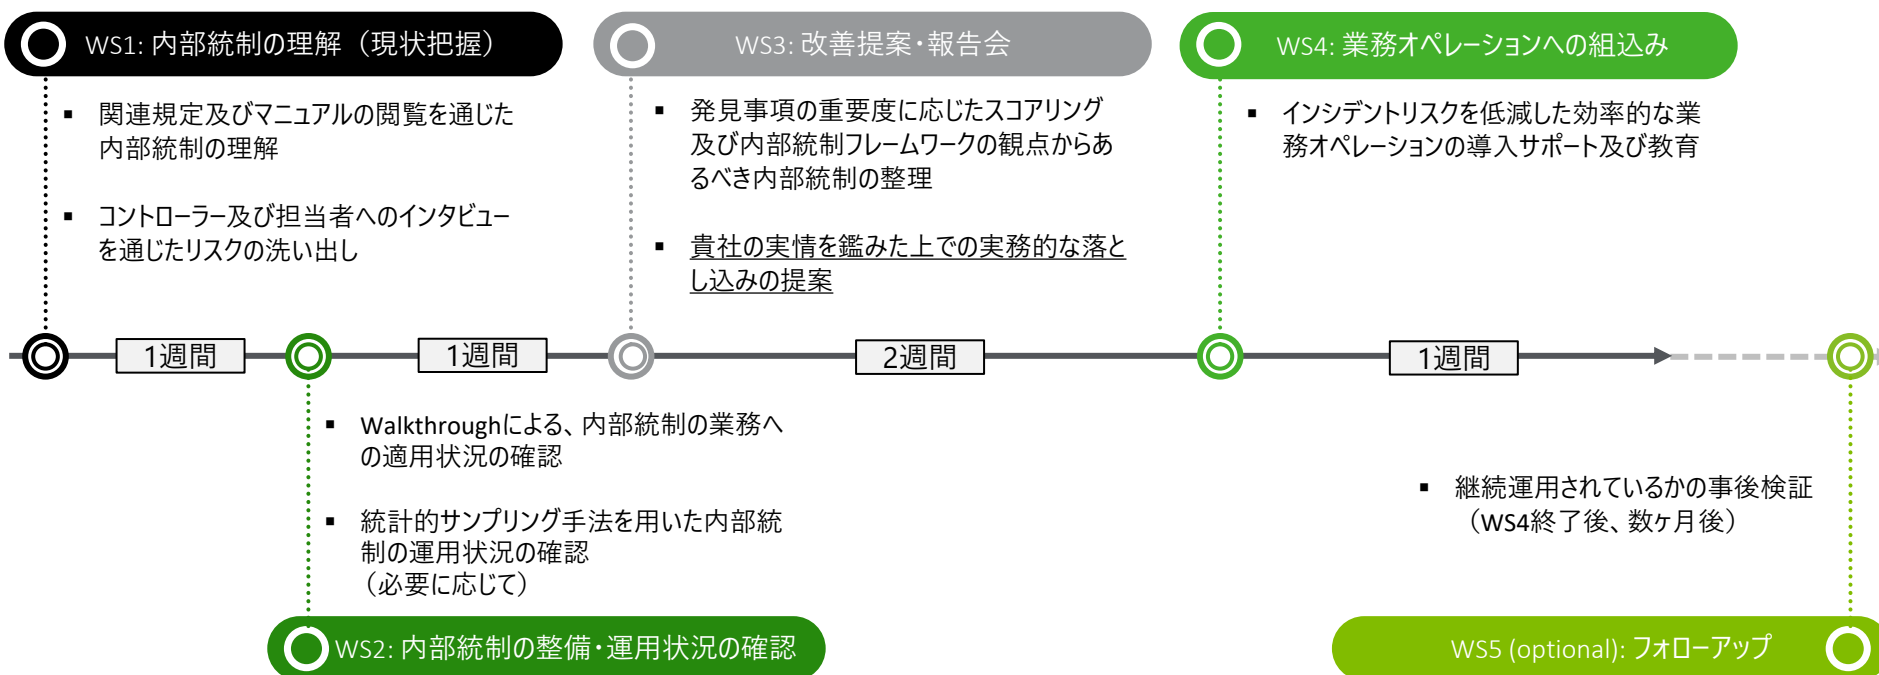 WS1: 内部統制の理解（現状把握）
▪ 関連規定及びマニュアルの閲覧を通じた
内部統制の理解
▪ コントローラー及び担当者へのインタビュー
を通じたリスクの洗い出し
WS3: 改善提案・報告会
▪ 発見事項の重要度に応じたスコアリング
及び内部統制フレームワークの観点からあ
るべき内部統制の整理
▪ 貴社の実情を鑑みた上での実務的な落と
し込みの提案
WS4: 業務オペレーションへの組込み
▪ インシデントリスクを低減した効率的な業
務オペレーションの導入サポート及び教育
1週間
1週間
2週間
1週間
▪ Walkthroughによる、内部統制の業務へ
の適用状況の確認
▪ 統計的サンプリング手法を用いた内部統
制の運用状況の確認
（必要に応じて）
WS2: 内部統制の整備・運用状況の確認
▪ 継続運用されているかの事後検証
（WS4終了後、数ヶ月後）
WS5 (optional): フォローアップ